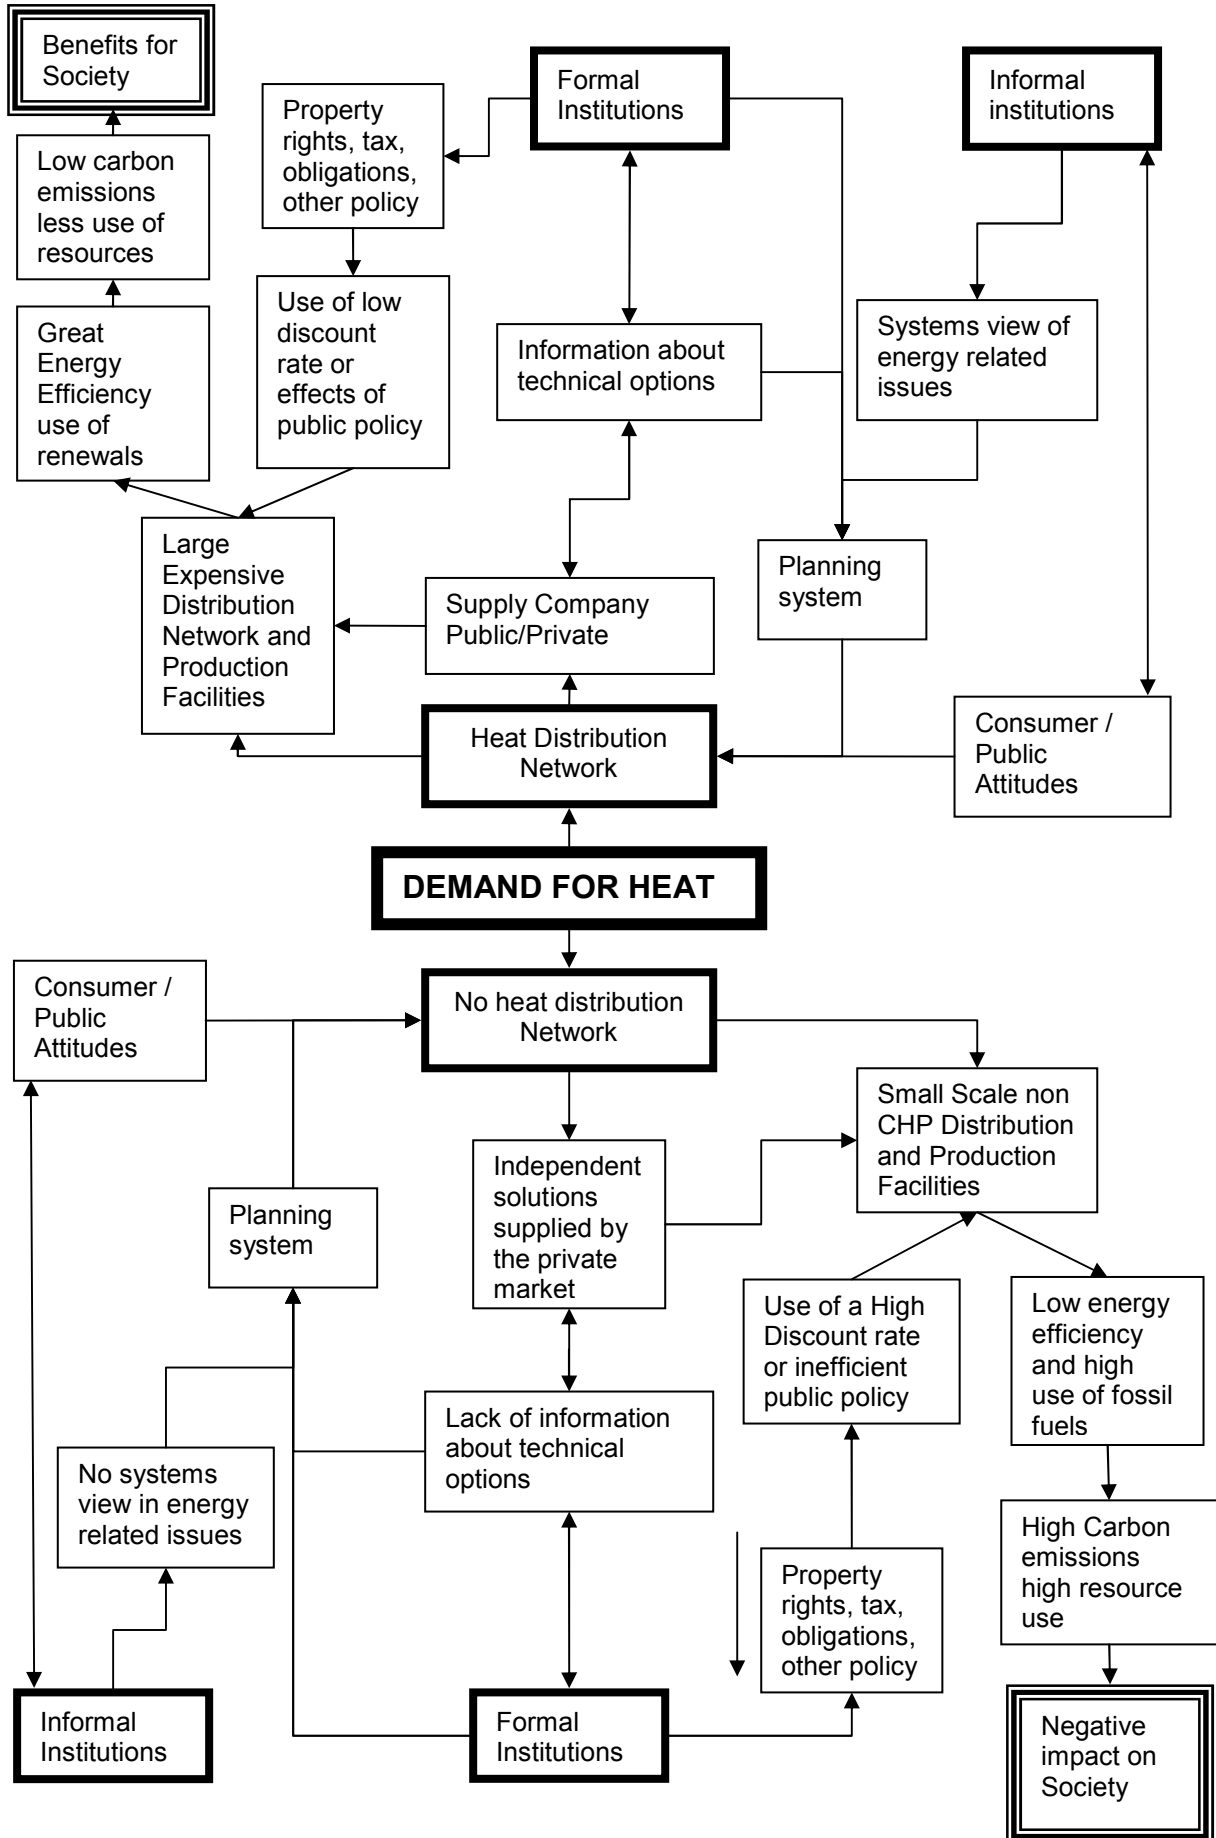 Benefits for
Society
Formal
Institutions
Informal
institutions
Property
rights, tax,
obligations,
other policy
Low carbon
emissions
less use of
resources
Use of low
discount
rate or
effects of
public policy
Great
Energy
Efficiency
use of
renewals
Information about
technical options
Systems view of
energy related
issues
Large
Expensive
Distribution
Network and
Production
Facilities
Supply Company
Public/Private
Planning
system
Heat Distribution
Network
Consumer /
Public
Attitudes
DEMAND FOR HEAT
Consumer /
Public
Attitudes
No heat distribution
Network
Small Scale non
CHP Distribution
and Production
Facilities
Independent
solutions
supplied by
the private
market
Planning
system
Use of a High
Discount rate
or inefficient
public policy
Low energy
efficiency
and high
use of fossil
fuels
Lack of information
about technical
options
No systems
view in energy
related issues
High Carbon
emissions
high resource
use
Property
rights, tax,
obligations,
other policy
Informal
Institutions
Formal
Institutions
Negative
impact on
Society